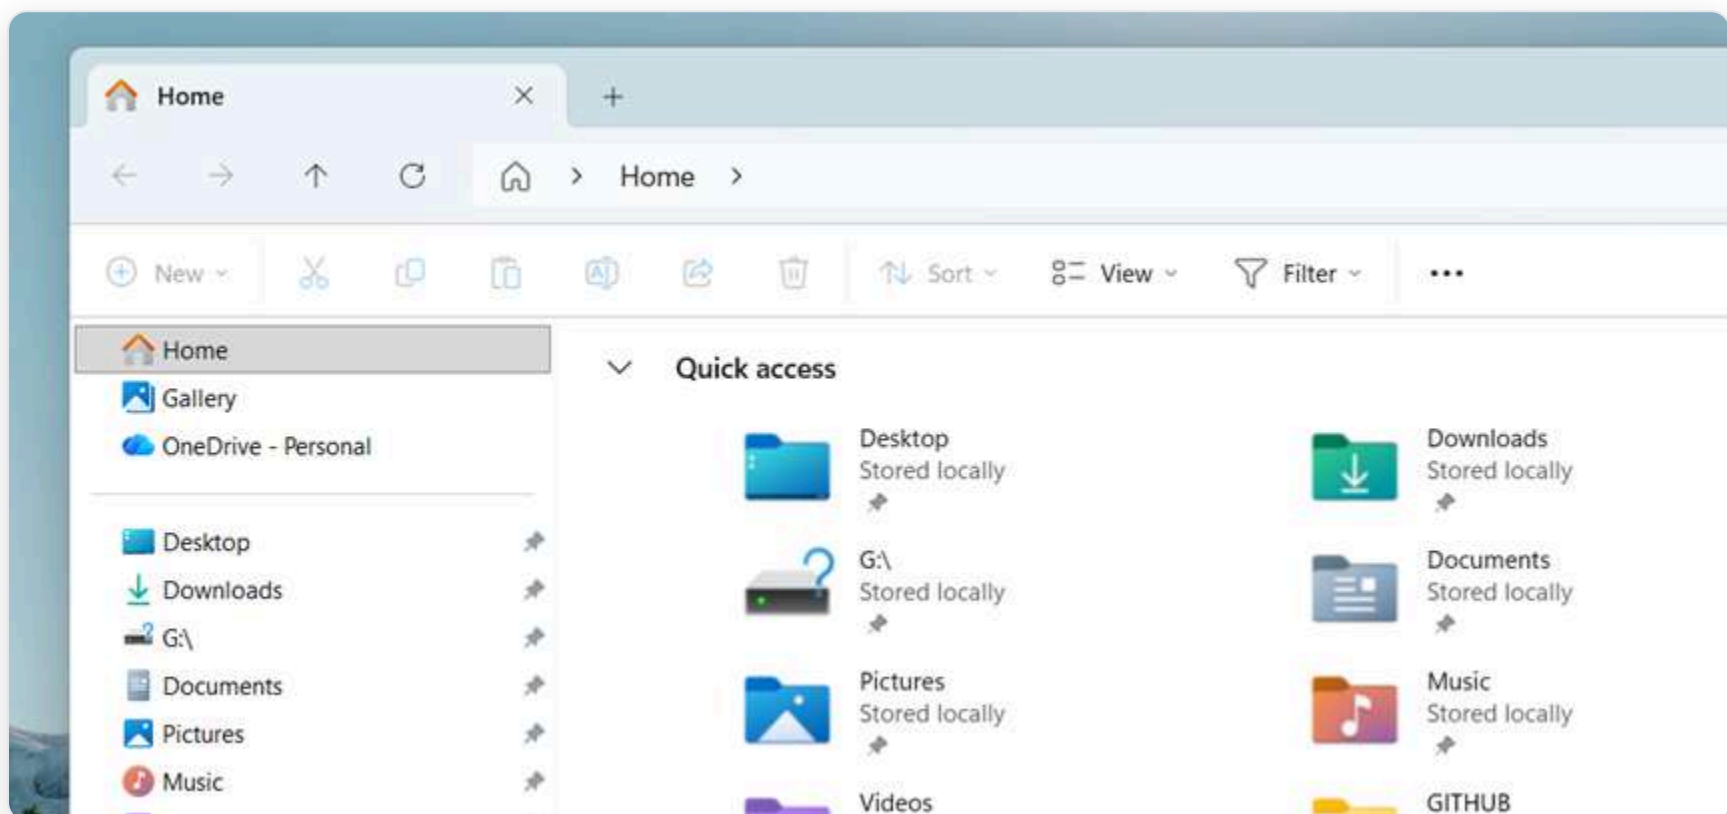 Home
Home
New
Sort
View
Filter
Home
Gallery
OneDrive - Personal
Desktop
Downloads
G:\
Documents
Pictures
Music
Quick access
Desktop
Stored locally
Downloads
Stored locally
G:\
Stored locally
Documents
Stored locally
Pictures
Stored locally
Music
Stored locally
Videos
GITHUB